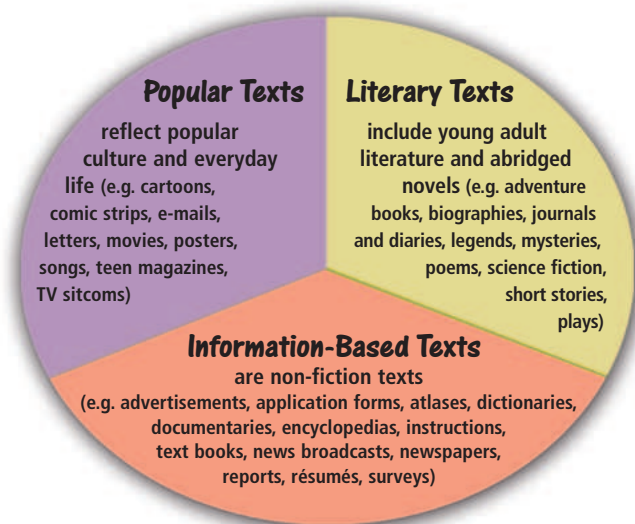 Popular Texts
reflect popular
culture and everyday
life (e.g. cartoons,
comic strips, e-mails,
letters, movies, posters,
songs, teen magazines,
TV sitcoms)
Literary Texts
include young adult
literature and abridged
novels (e.g. adventure
books, biographies, journals
and diaries, legends, mysteries,
poems, science fiction,
short stories,
plays)
Information-Based Texts
are non-fiction texts
(e.g. advertisements, application forms, atlases, dictionaries,
documentaries, encyclopedias, instructions,
text books, news broadcasts, newspapers,
reports, résumés, surveys)